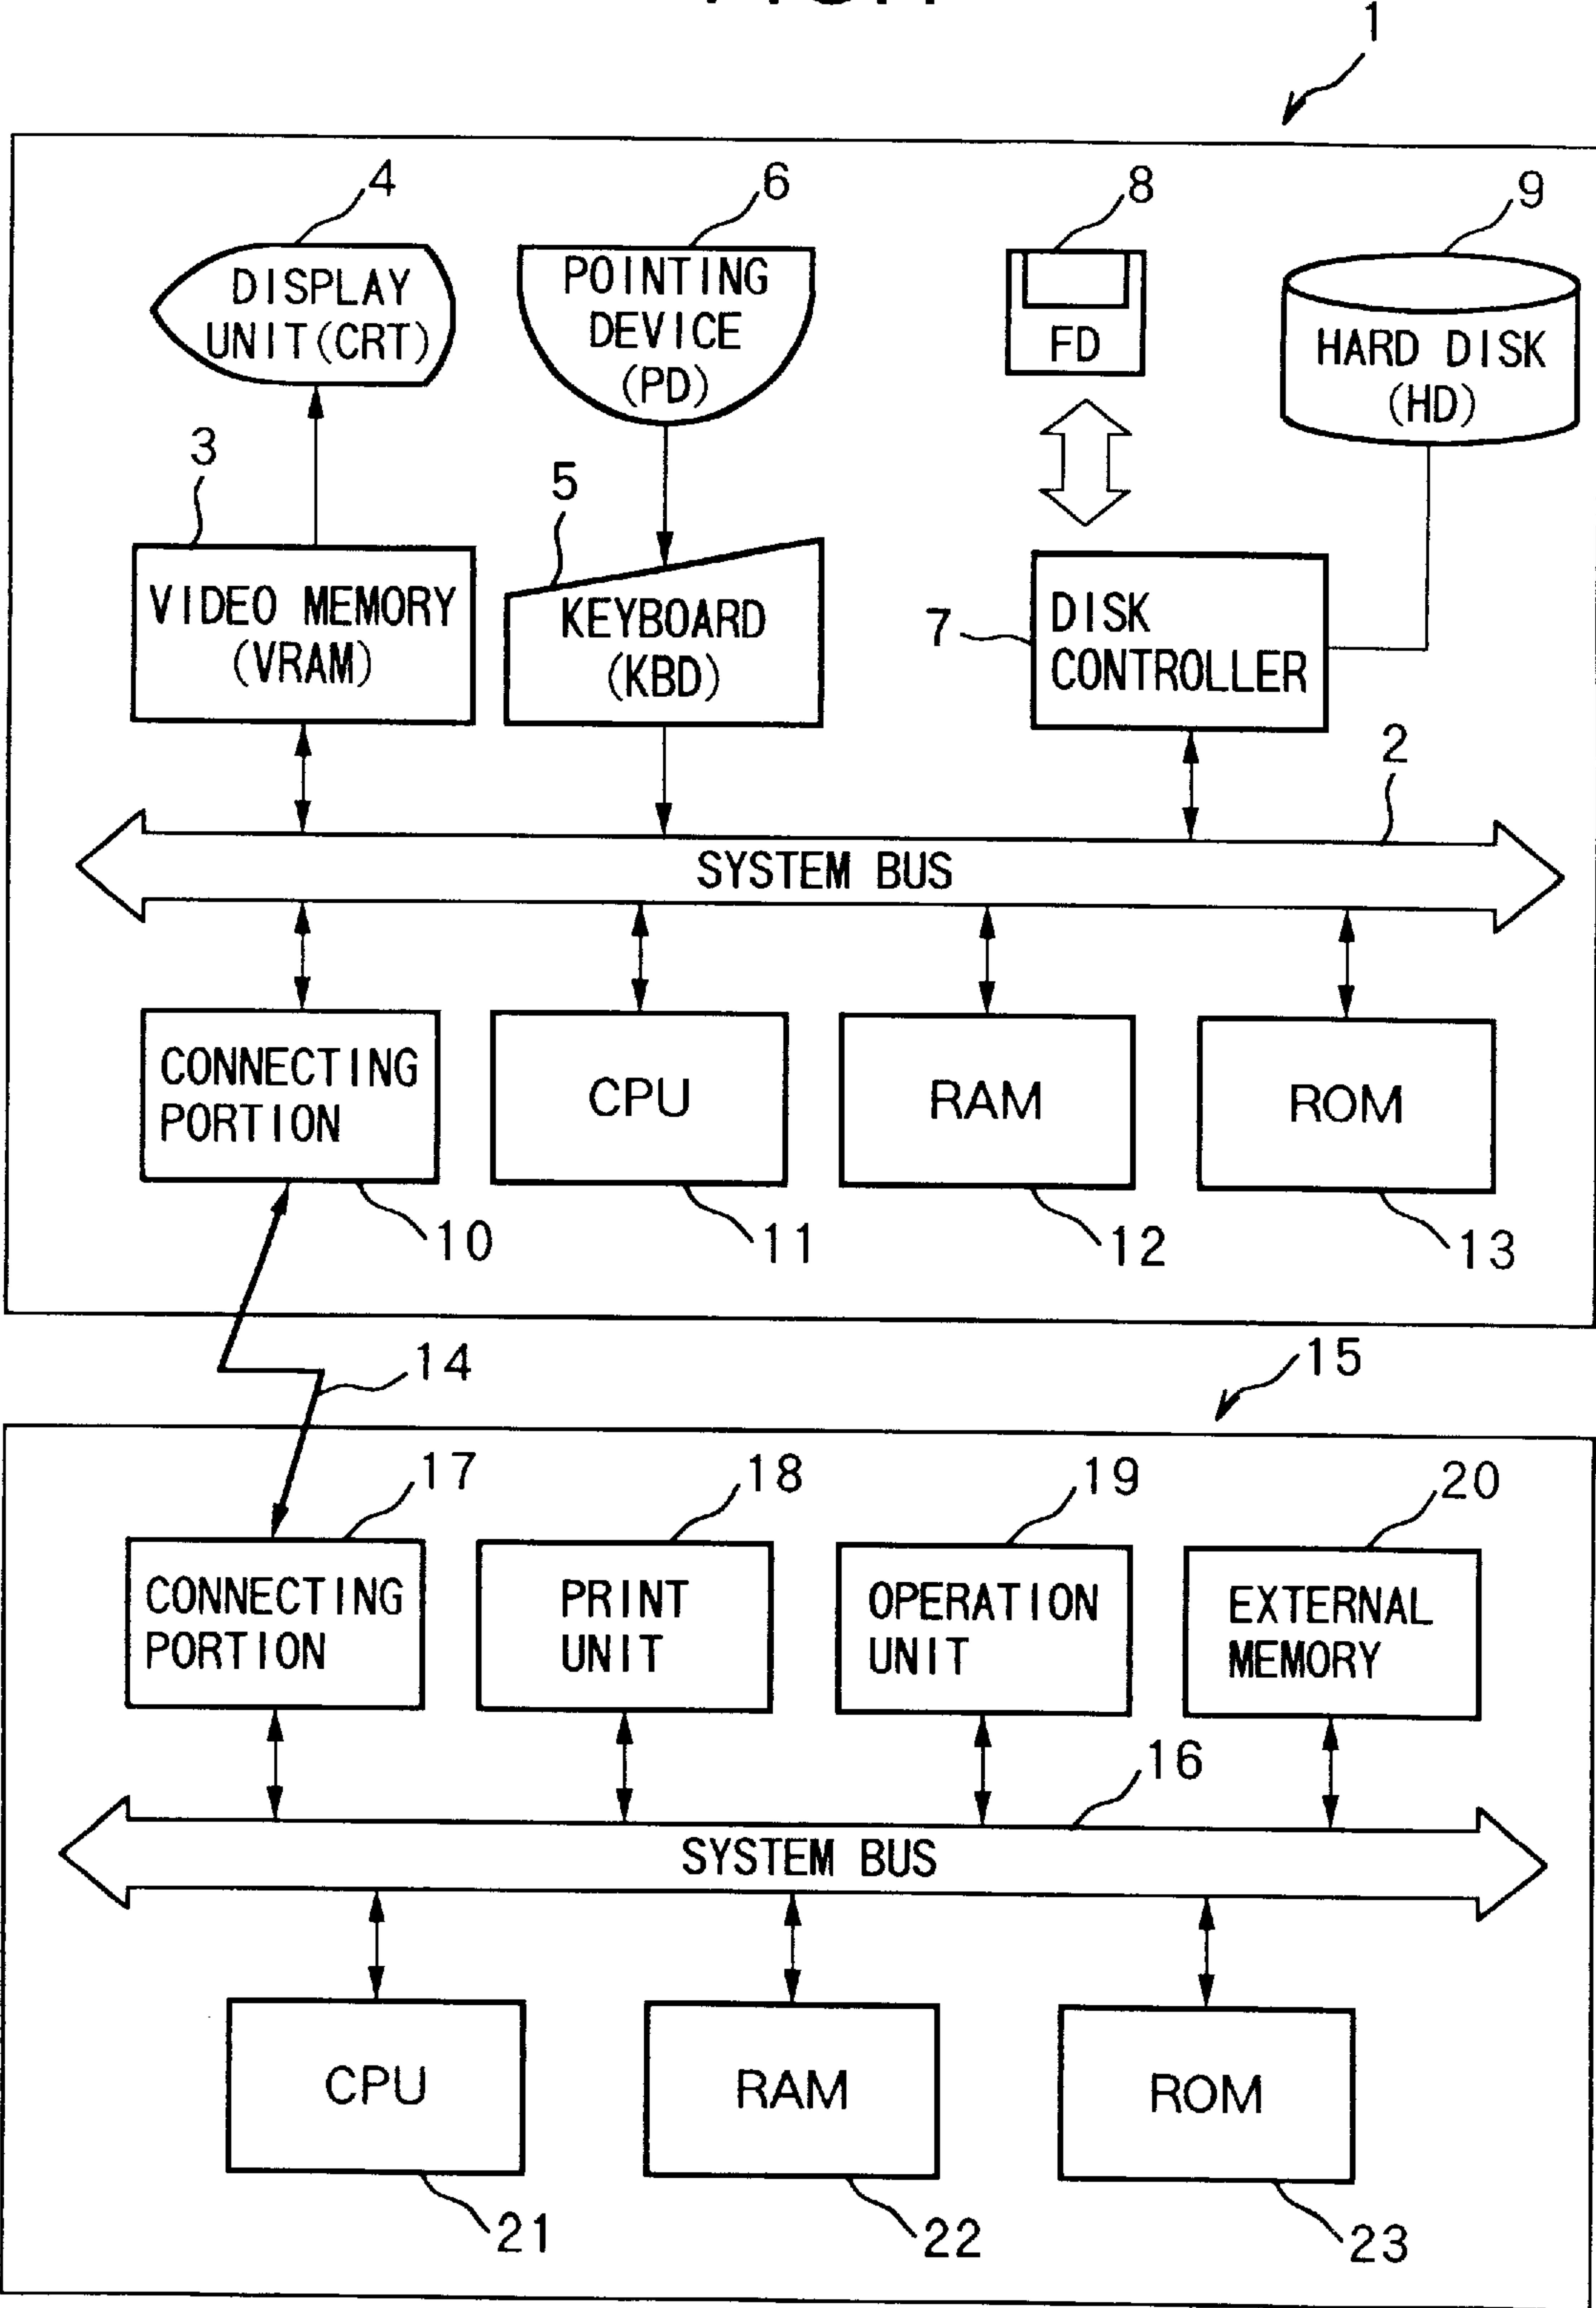 1
4
6
8
9
DISPLAY
UNIT(CRT)
POINTING
DEVICE
(PD)
FD
HARD DISK
(HD)
3
5
VIDEO MEMORY
(VRAM)
KEYBOARD
(KBD)
7
DISK
CONTROLLER
2
SYSTEM BUS
CONNECTING
PORTION
CPU
RAM
ROM
10
11
12
13
14
15
17
18
19
20
CONNECTING
PORTION
PRINT
UNIT
OPERATION
UNIT
EXTERNAL
MEMORY
16
SYSTEM BUS
CPU
RAM
ROM
21
22
23